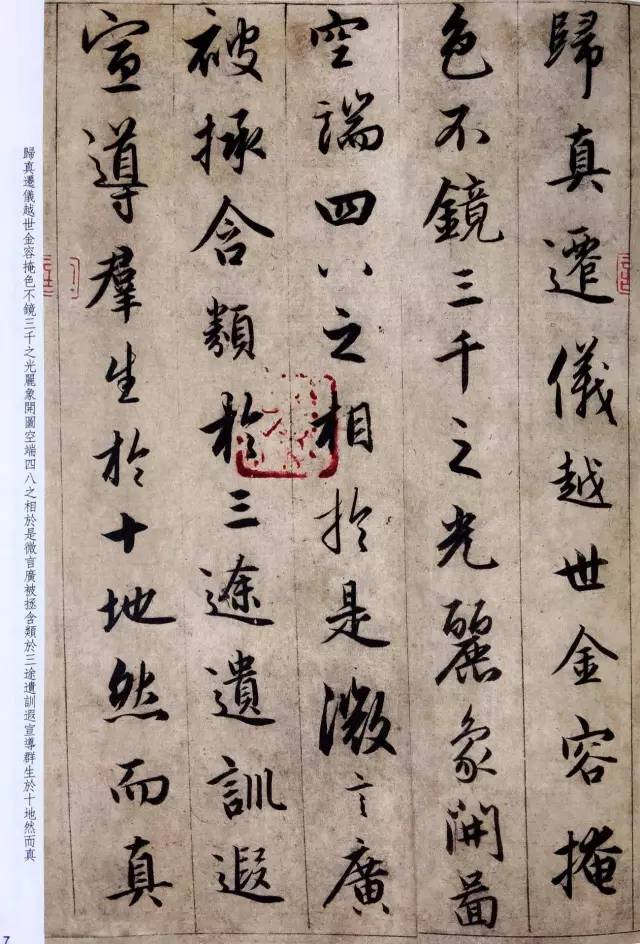 歸真遷儀越世金容掩
色不鏡三千之光麗象開圖
空端四八之相於是微言廣
被拯含類於三途遺訓遐
宣導羣生於十地然而真
歸真遷儀越世金容掩色不鏡三千之光麗象開圖空端四八之相於是微言廣被拯含類於三途遺訓遐宣導群生於十地然而真
7